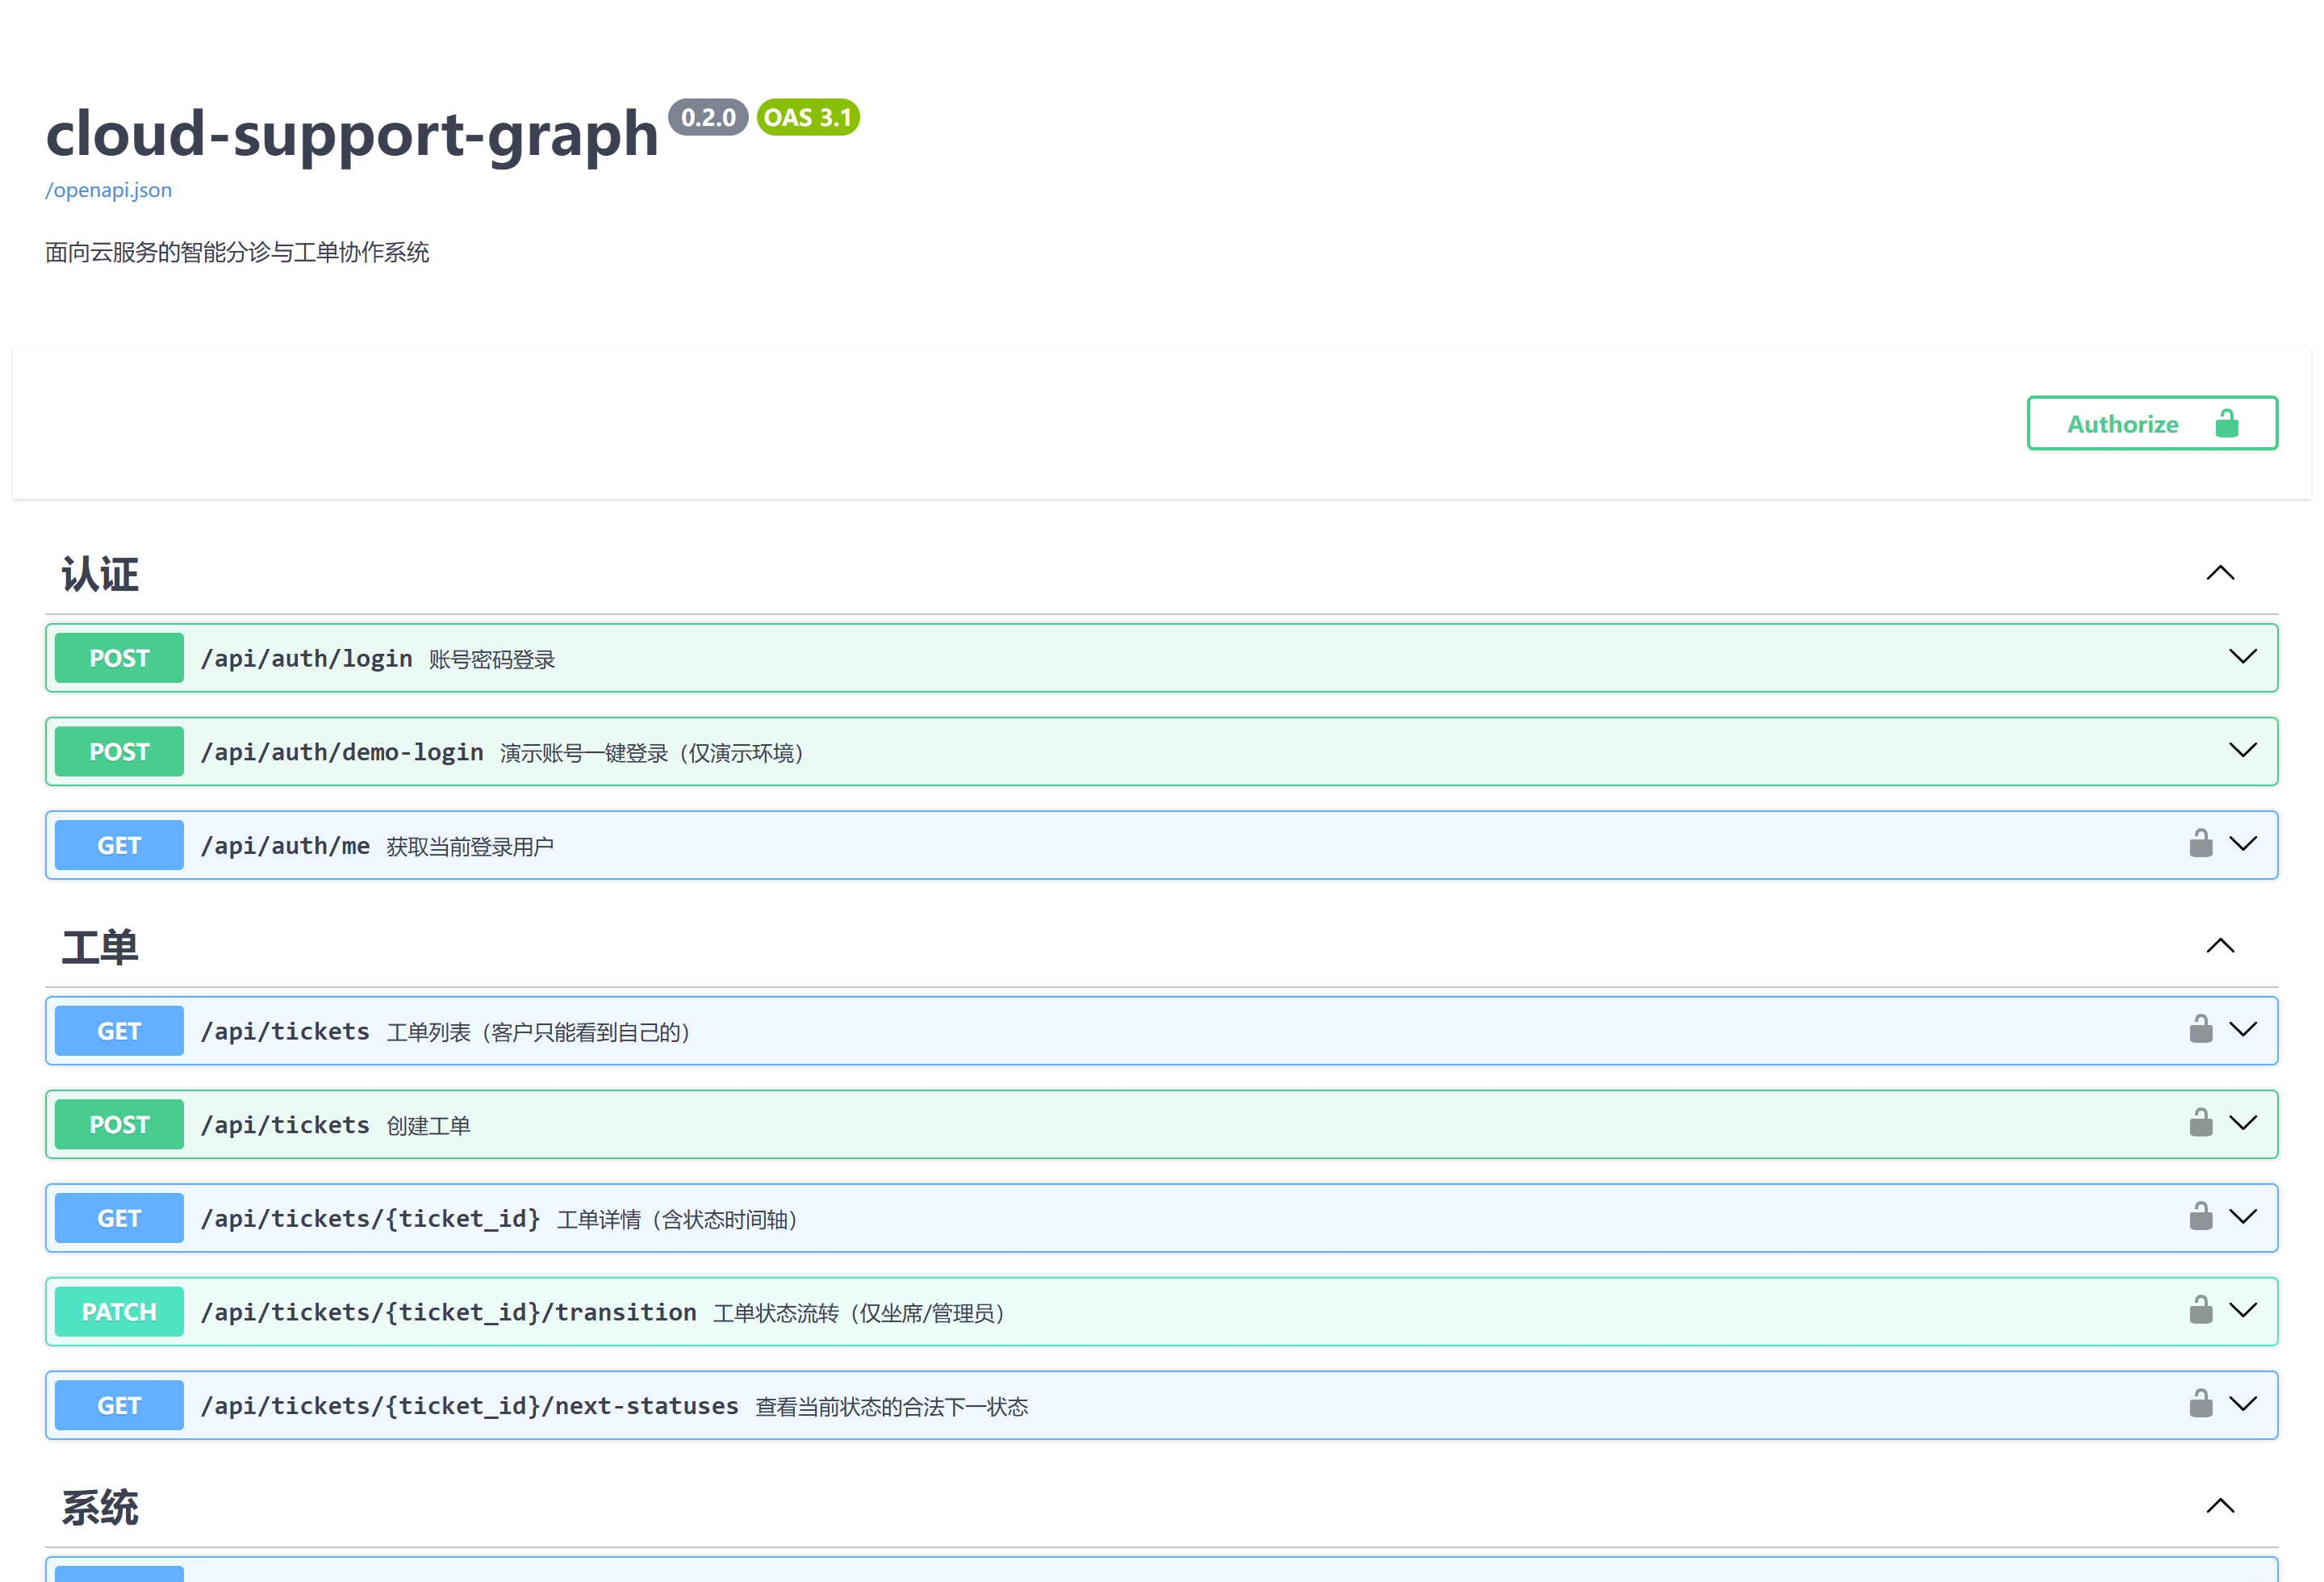 cloud-support-graph 0.2.0 OAS 3.1
/openapi.json
面向云服务的智能分诊与工单协作系统
Authorize
认证
POST /api/auth/login 账号密码登录
POST /api/auth/demo-login 演示账号一键登录（仅演示环境）
GET /api/auth/me 获取当前登录用户
工单
GET /api/tickets 工单列表（客户只能看到自己的）
POST /api/tickets 创建工单
GET /api/tickets/{ticket_id} 工单详情（含状态时间轴）
PATCH /api/tickets/{ticket_id}/transition 工单状态流转（仅坐席/管理员）
GET /api/tickets/{ticket_id}/next-statuses 查看当前状态的合法下一状态
系统